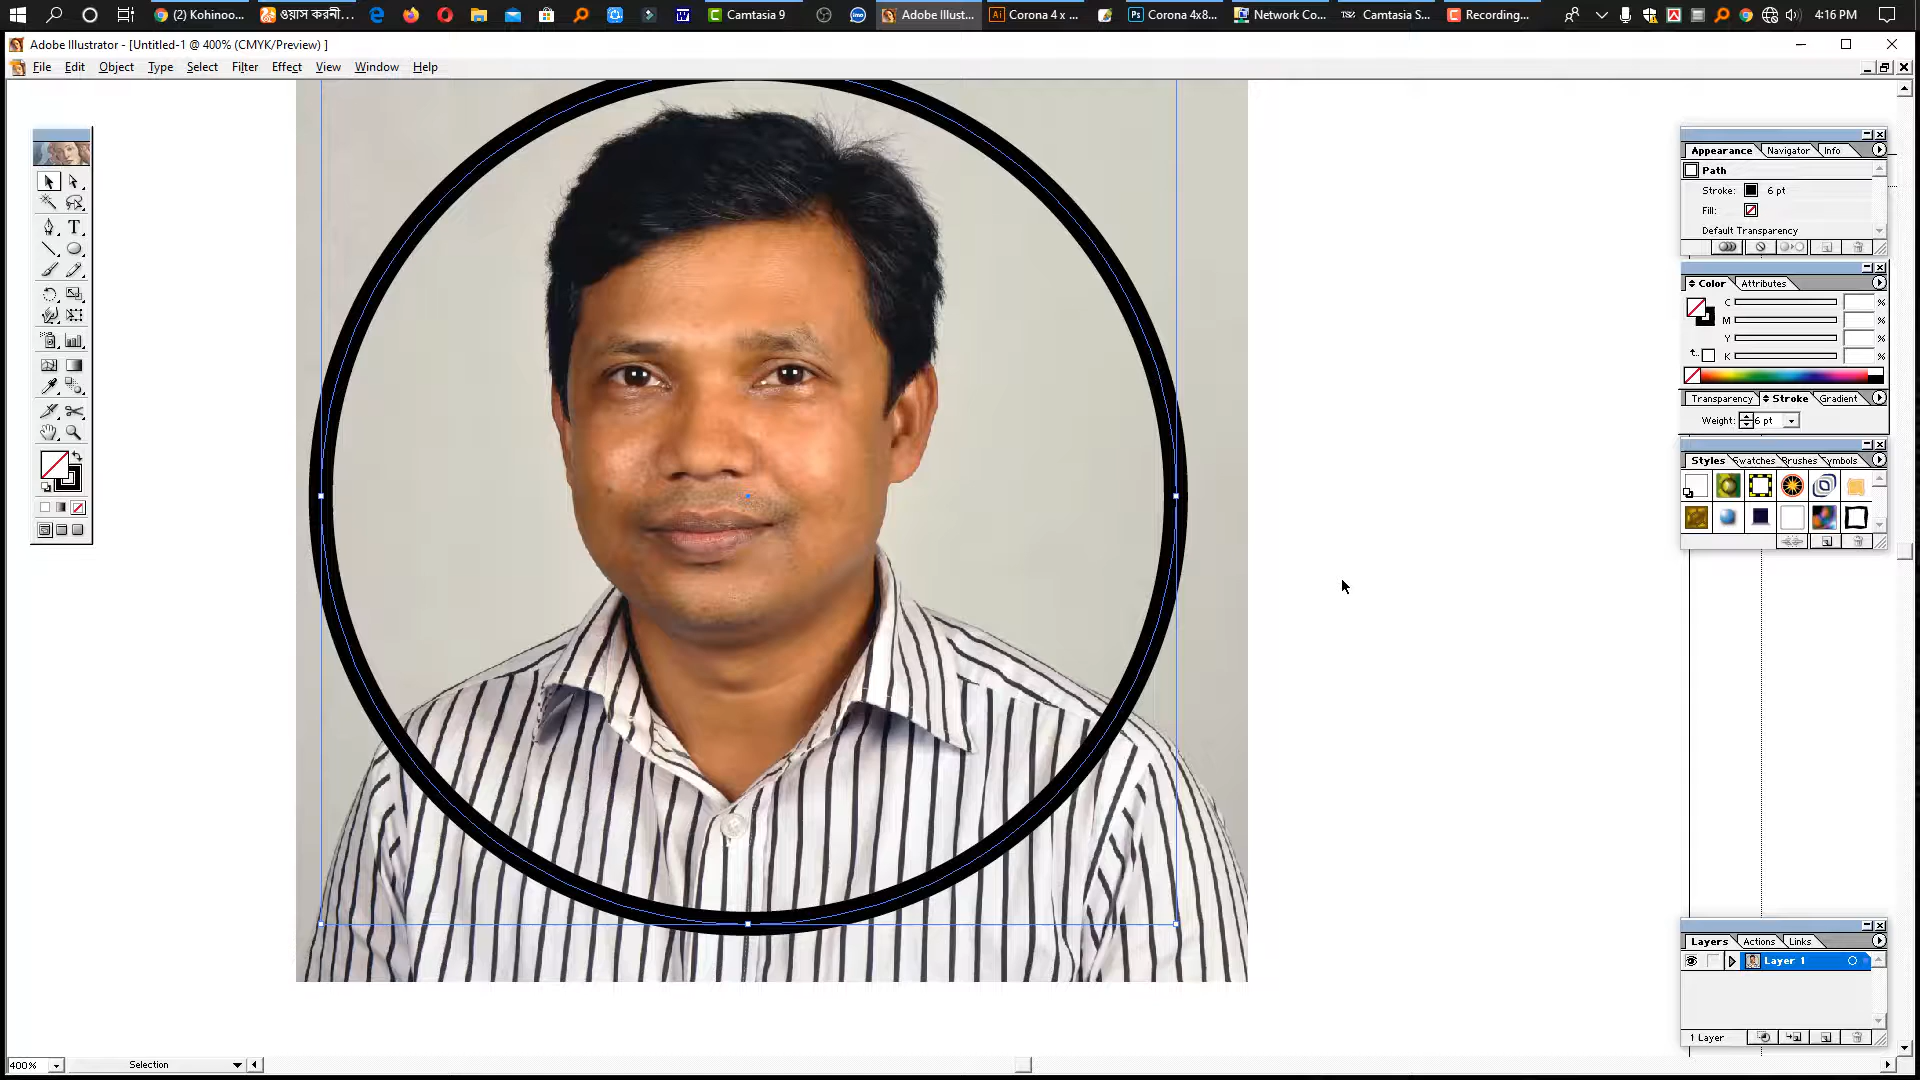 (2) Kohinoo...
ওয়াস করনী...
Camtasia 9
Adobe Illust...
Corona 4 x ...
Corona 4x8...
Network Co...
Camtasia S...
Recording...
4:16 PM
Adobe Illustrator - [Untitled-1 @ 400% (CMYK/Preview) ]
File Edit Object Type Select Filter Effect View Window Help
Appearance Navigator Info
Path
Stroke: 6 pt
Fill:
Default Transparency
Color Attributes
C %
M %
Y %
K %
Transparency Stroke Gradient
Weight: 6 pt
Styles Swatches Brushes Symbols
Layers Actions Links
Layer 1
1 Layer
400% Selection